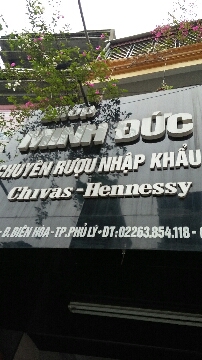 MINH ĐỨC
CHUYÊN RƯỢU NHẬP KHẨU
CHIVAS - HENNESSY
- Đ.BIÊN HÒA - TP.PHỦ LÝ - ĐT: 02263.854.118 -